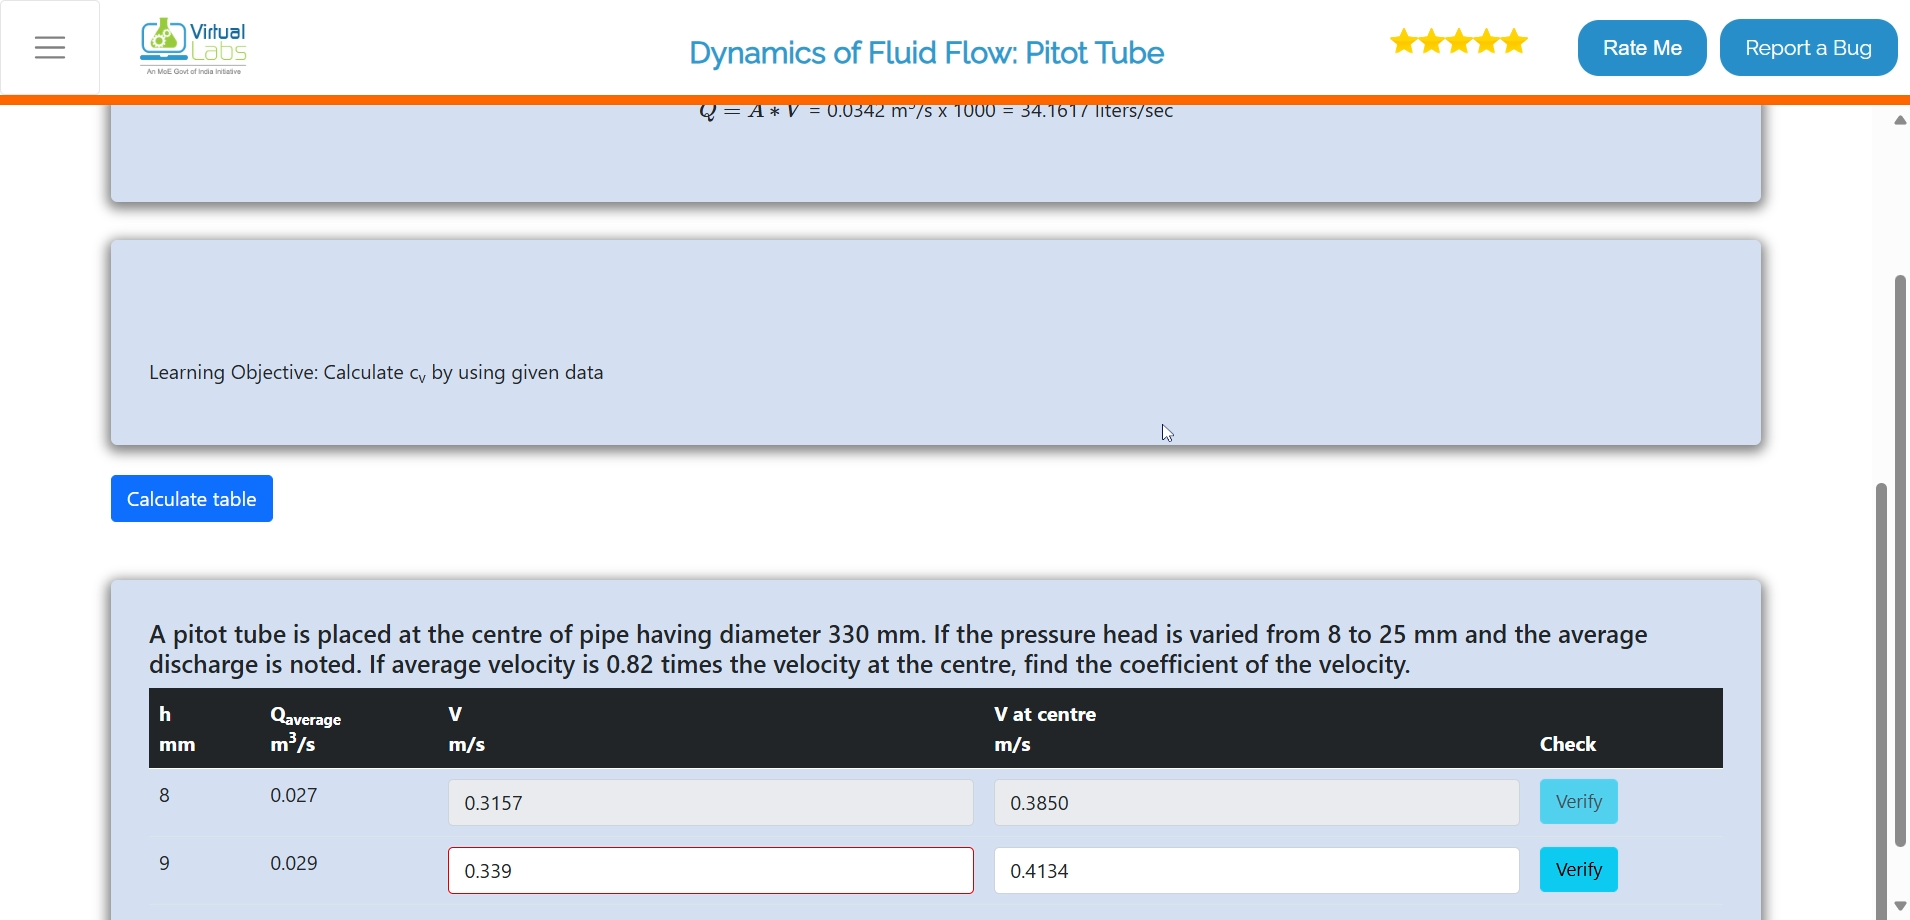 Virtual
Labs
An MoE Govt of India Initiative
Dynamics of Fluid Flow: Pitot Tube
Rate Me
Report a Bug
Q = A ∗ V = 0.0342 m³/s x 1000 = 34.1617 liters/sec
Learning Objective: Calculate cᵥ by using given data
Calculate table
A pitot tube is placed at the centre of pipe having diameter 330 mm. If the pressure head is varied from 8 to 25 mm and the average
discharge is noted. If average velocity is 0.82 times the velocity at the centre, find the coefficient of the velocity.
h Qaverage V V at centre
mm m³/s m/s m/s Check
8 0.027 0.3157 0.3850 Verify
9 0.029 0.339 0.4134 Verify